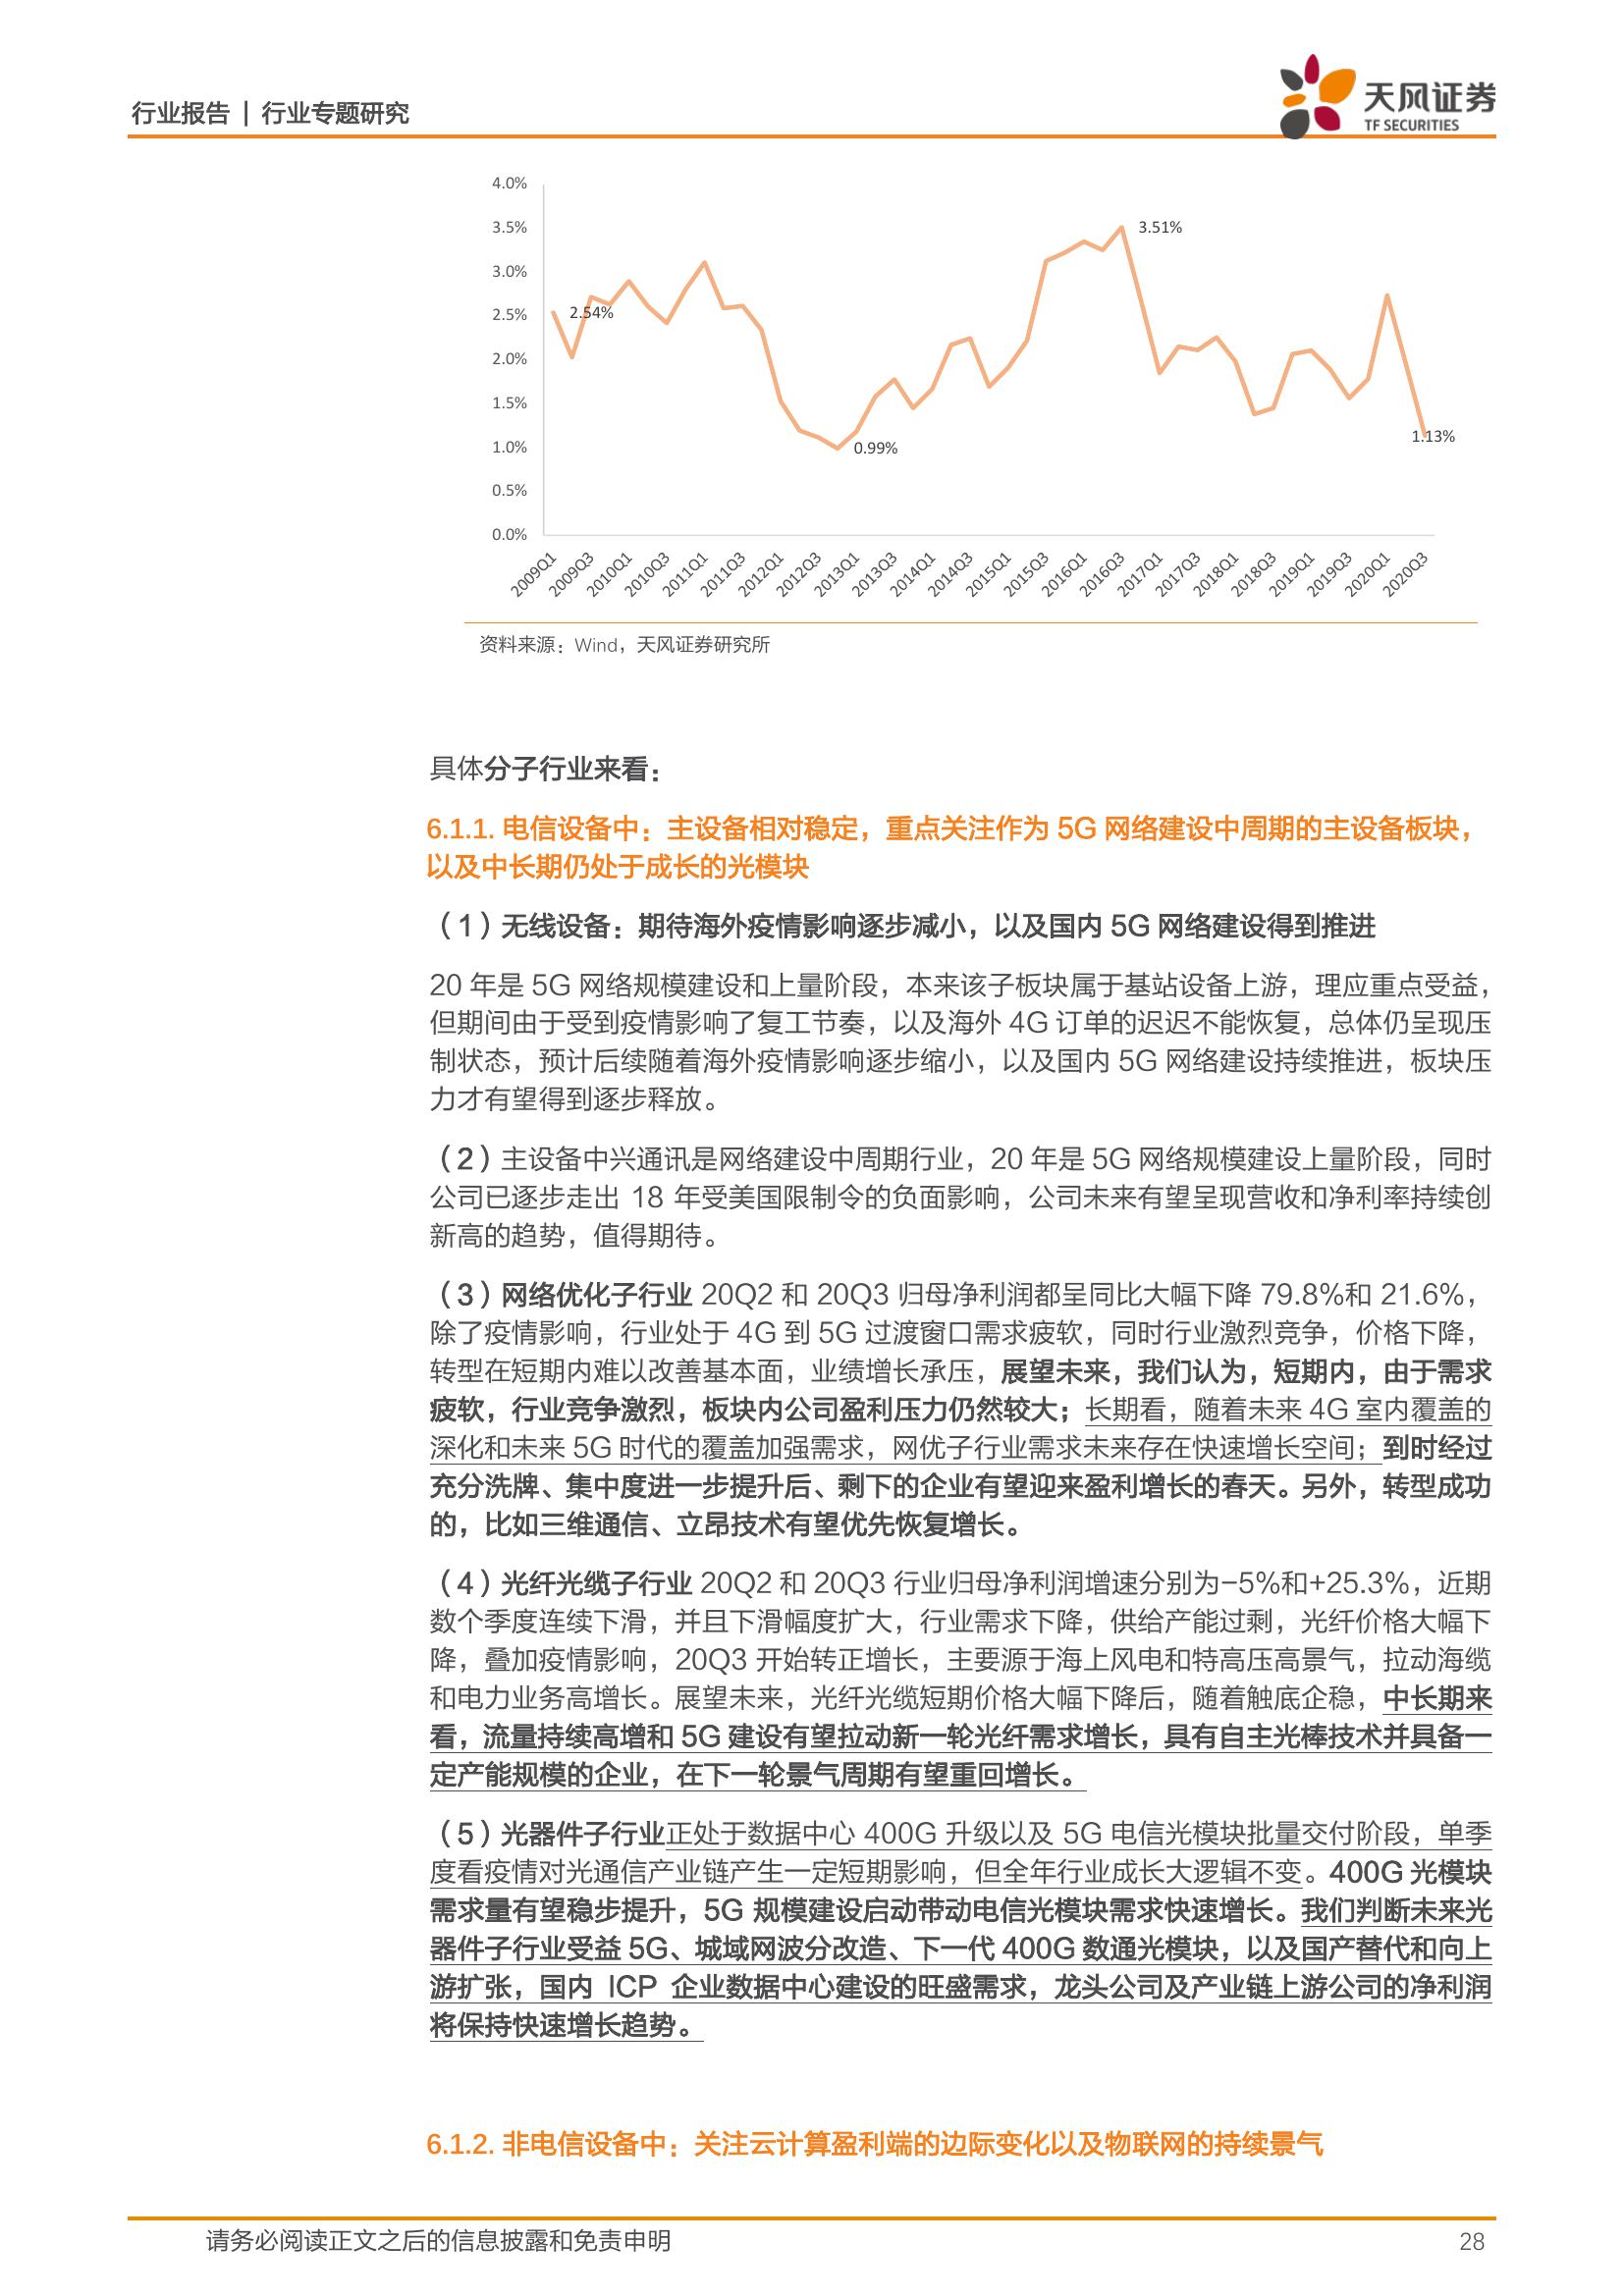 行业报告 | 行业专题研究
天风证券
TF SECURITIES
4.0%
3.5%
3.0%
2.5%
2.0%
1.5%
1.0%
0.5%
0.0%
2.54%
0.99%
3.51%
1.13%
2009Q1
2009Q3
2010Q1
2010Q3
2011Q1
2011Q3
2012Q1
2012Q3
2013Q1
2013Q3
2014Q1
2014Q3
2015Q1
2015Q3
2016Q1
2016Q3
2017Q1
2017Q3
2018Q1
2018Q3
2019Q1
2019Q3
2020Q1
2020Q3
资料来源：Wind，天风证券研究所
具体分子行业来看：
6.1.1. 电信设备中：主设备相对稳定，重点关注作为 5G 网络建设中周期的主设备板块，
以及中长期仍处于成长的光模块
（1）无线设备：期待海外疫情影响逐步减小，以及国内 5G 网络建设得到推进
20 年是 5G 网络规模建设和上量阶段，本来该子板块属于基站设备上游，理应重点受益，
但期间由于受到疫情影响了复工节奏，以及海外 4G 订单的迟迟不能恢复，总体仍呈现压
制状态，预计后续随着海外疫情影响逐步缩小，以及国内 5G 网络建设持续推进，板块压
力才有望得到逐步释放。
（2）主设备中兴通讯是网络建设中周期行业，20 年是 5G 网络规模建设上量阶段，同时
公司已逐步走出 18 年受美国限制令的负面影响，公司未来有望呈现营收和净利率持续创
新高的趋势，值得期待。
（3）网络优化子行业 20Q2 和 20Q3 归母净利润都呈同比大幅下降 79.8%和 21.6%，
除了疫情影响，行业处于 4G 到 5G 过渡窗口需求疲软，同时行业激烈竞争，价格下降，
转型在短期内难以改善基本面，业绩增长承压，展望未来，我们认为，短期内，由于需求
疲软，行业竞争激烈，板块内公司盈利压力仍然较大；长期看，随着未来 4G 室内覆盖的
深化和未来 5G 时代的覆盖加强需求，网优子行业需求未来存在快速增长空间；到时经过
充分洗牌、集中度进一步提升后、剩下的企业有望迎来盈利增长的春天。另外，转型成功
的，比如三维通信、立昂技术有望优先恢复增长。
（4）光纤光缆子行业 20Q2 和 20Q3 行业归母净利润增速分别为-5%和+25.3%，近期
数个季度连续下滑，并且下滑幅度扩大，行业需求下降，供给产能过剩，光纤价格大幅下
降，叠加疫情影响，20Q3 开始转正增长，主要源于海上风电和特高压高景气，拉动海缆
和电力业务高增长。展望未来，光纤光缆短期价格大幅下降后，随着触底企稳，中长期来
看，流量持续高增和 5G 建设有望拉动新一轮光纤需求增长，具有自主光棒技术并具备一
定产能规模的企业，在下一轮景气周期有望重回增长。
（5）光器件子行业正处于数据中心 400G 升级以及 5G 电信光模块批量交付阶段，单季
度看疫情对光通信产业链产生一定短期影响，但全年行业成长大逻辑不变。400G 光模块
需求量有望稳步提升，5G 规模建设启动带动电信光模块需求快速增长。我们判断未来光
器件子行业受益 5G、城域网波分改造、下一代 400G 数通光模块，以及国产替代和向上
游扩张，国内 ICP 企业数据中心建设的旺盛需求，龙头公司及产业链上游公司的净利润
将保持快速增长趋势。
6.1.2. 非电信设备中：关注云计算盈利端的边际变化以及物联网的持续景气
请务必阅读正文之后的信息披露和免责申明
28